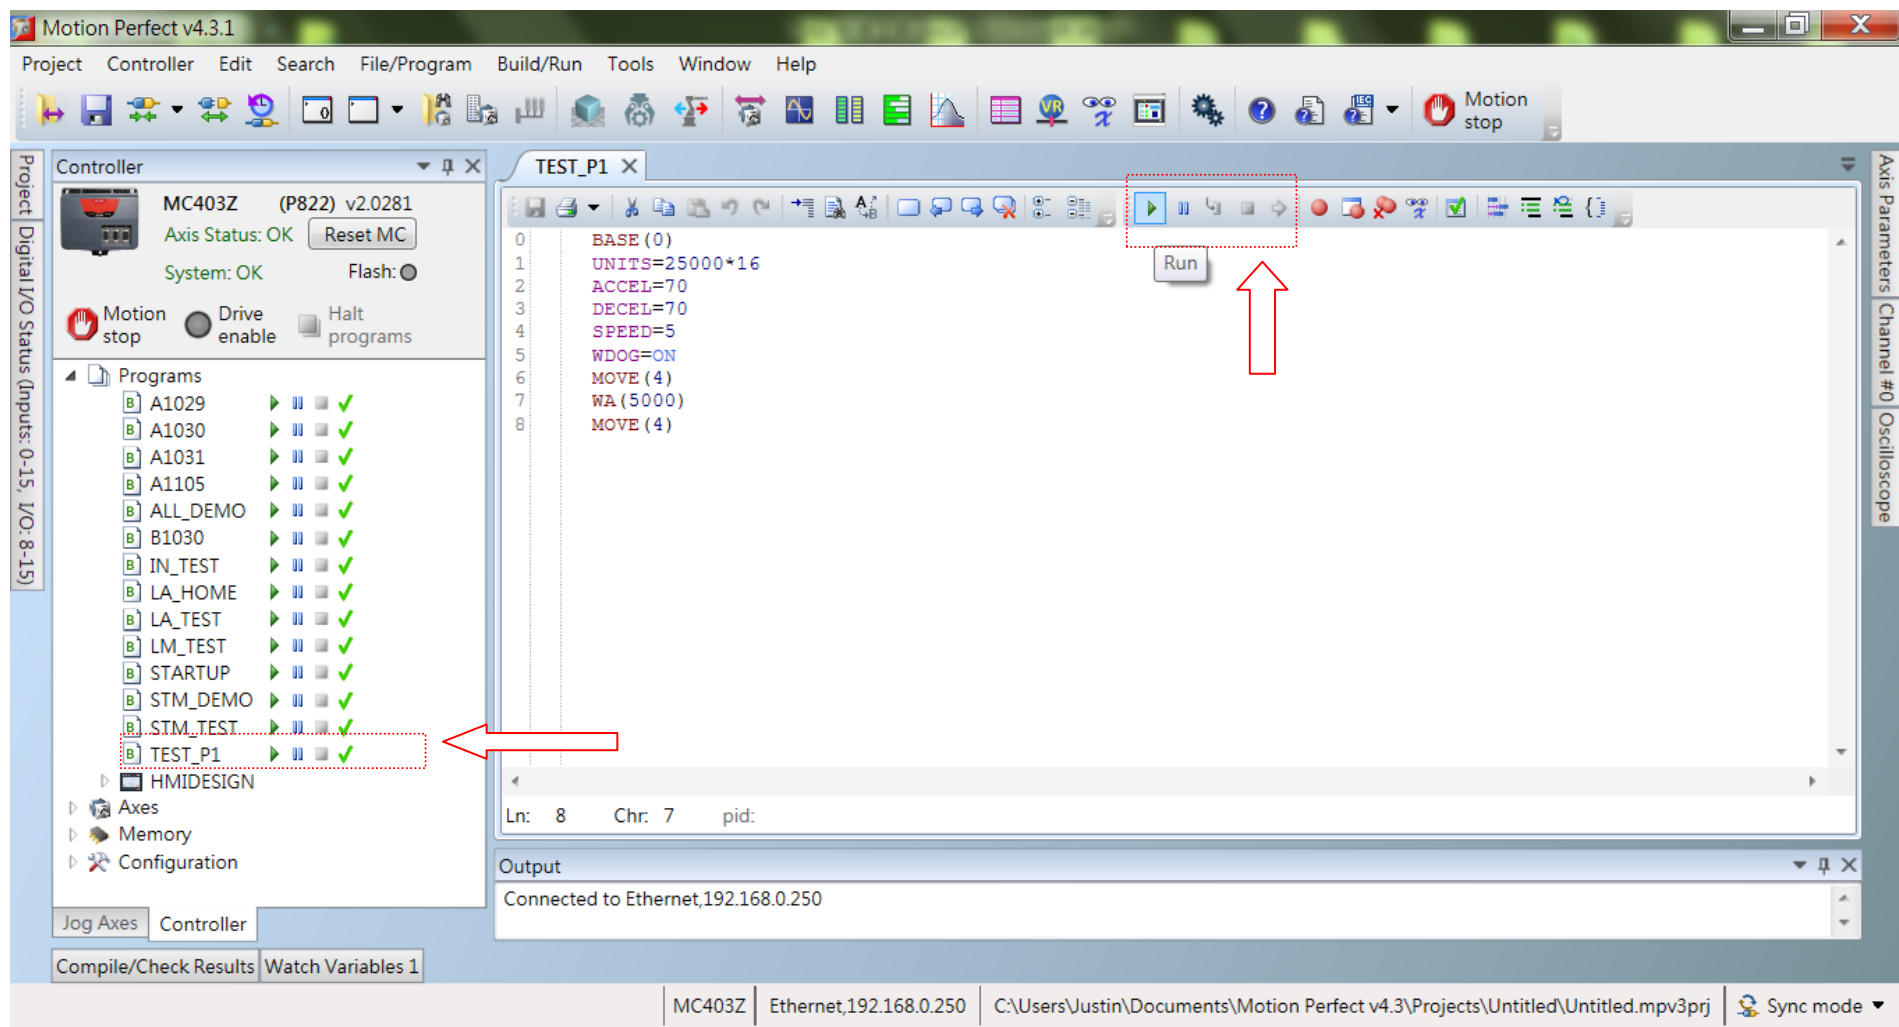 Motion Perfect v4.3.1
Project Controller Edit Search File/Program Build/Run Tools Window Help
Motion
stop
Project
Digital I/O Status (Inputs: 0-15, I/O: 8-15)
Controller
MC403Z (P822) v2.0281
Axis Status: OK Reset MC
System: OK Flash:
Motion
stop
Drive
enable
Halt
programs
Programs
A1029
A1030
A1031
A1105
ALL_DEMO
B1030
IN_TEST
LA_HOME
LA_TEST
LM_TEST
STARTUP
STM_DEMO
STM_TEST
TEST_P1
HMIDESIGN
Axes
Memory
Configuration
Jog Axes Controller
Compile/Check Results Watch Variables 1
TEST_P1
Run
0 BASE(0)
1 UNITS=25000*16
2 ACCEL=70
3 DECEL=70
4 SPEED=5
5 WDOG=ON
6 MOVE(4)
7 WA(5000)
8 MOVE(4)
Ln: 8 Chr: 7 pid:
Output
Connected to Ethernet,192.168.0.250
Axis Parameters
Channel #0
Oscilloscope
MC403Z Ethernet,192.168.0.250 C:\Users\Justin\Documents\Motion Perfect v4.3\Projects\Untitled\Untitled.mpv3prj Sync mode